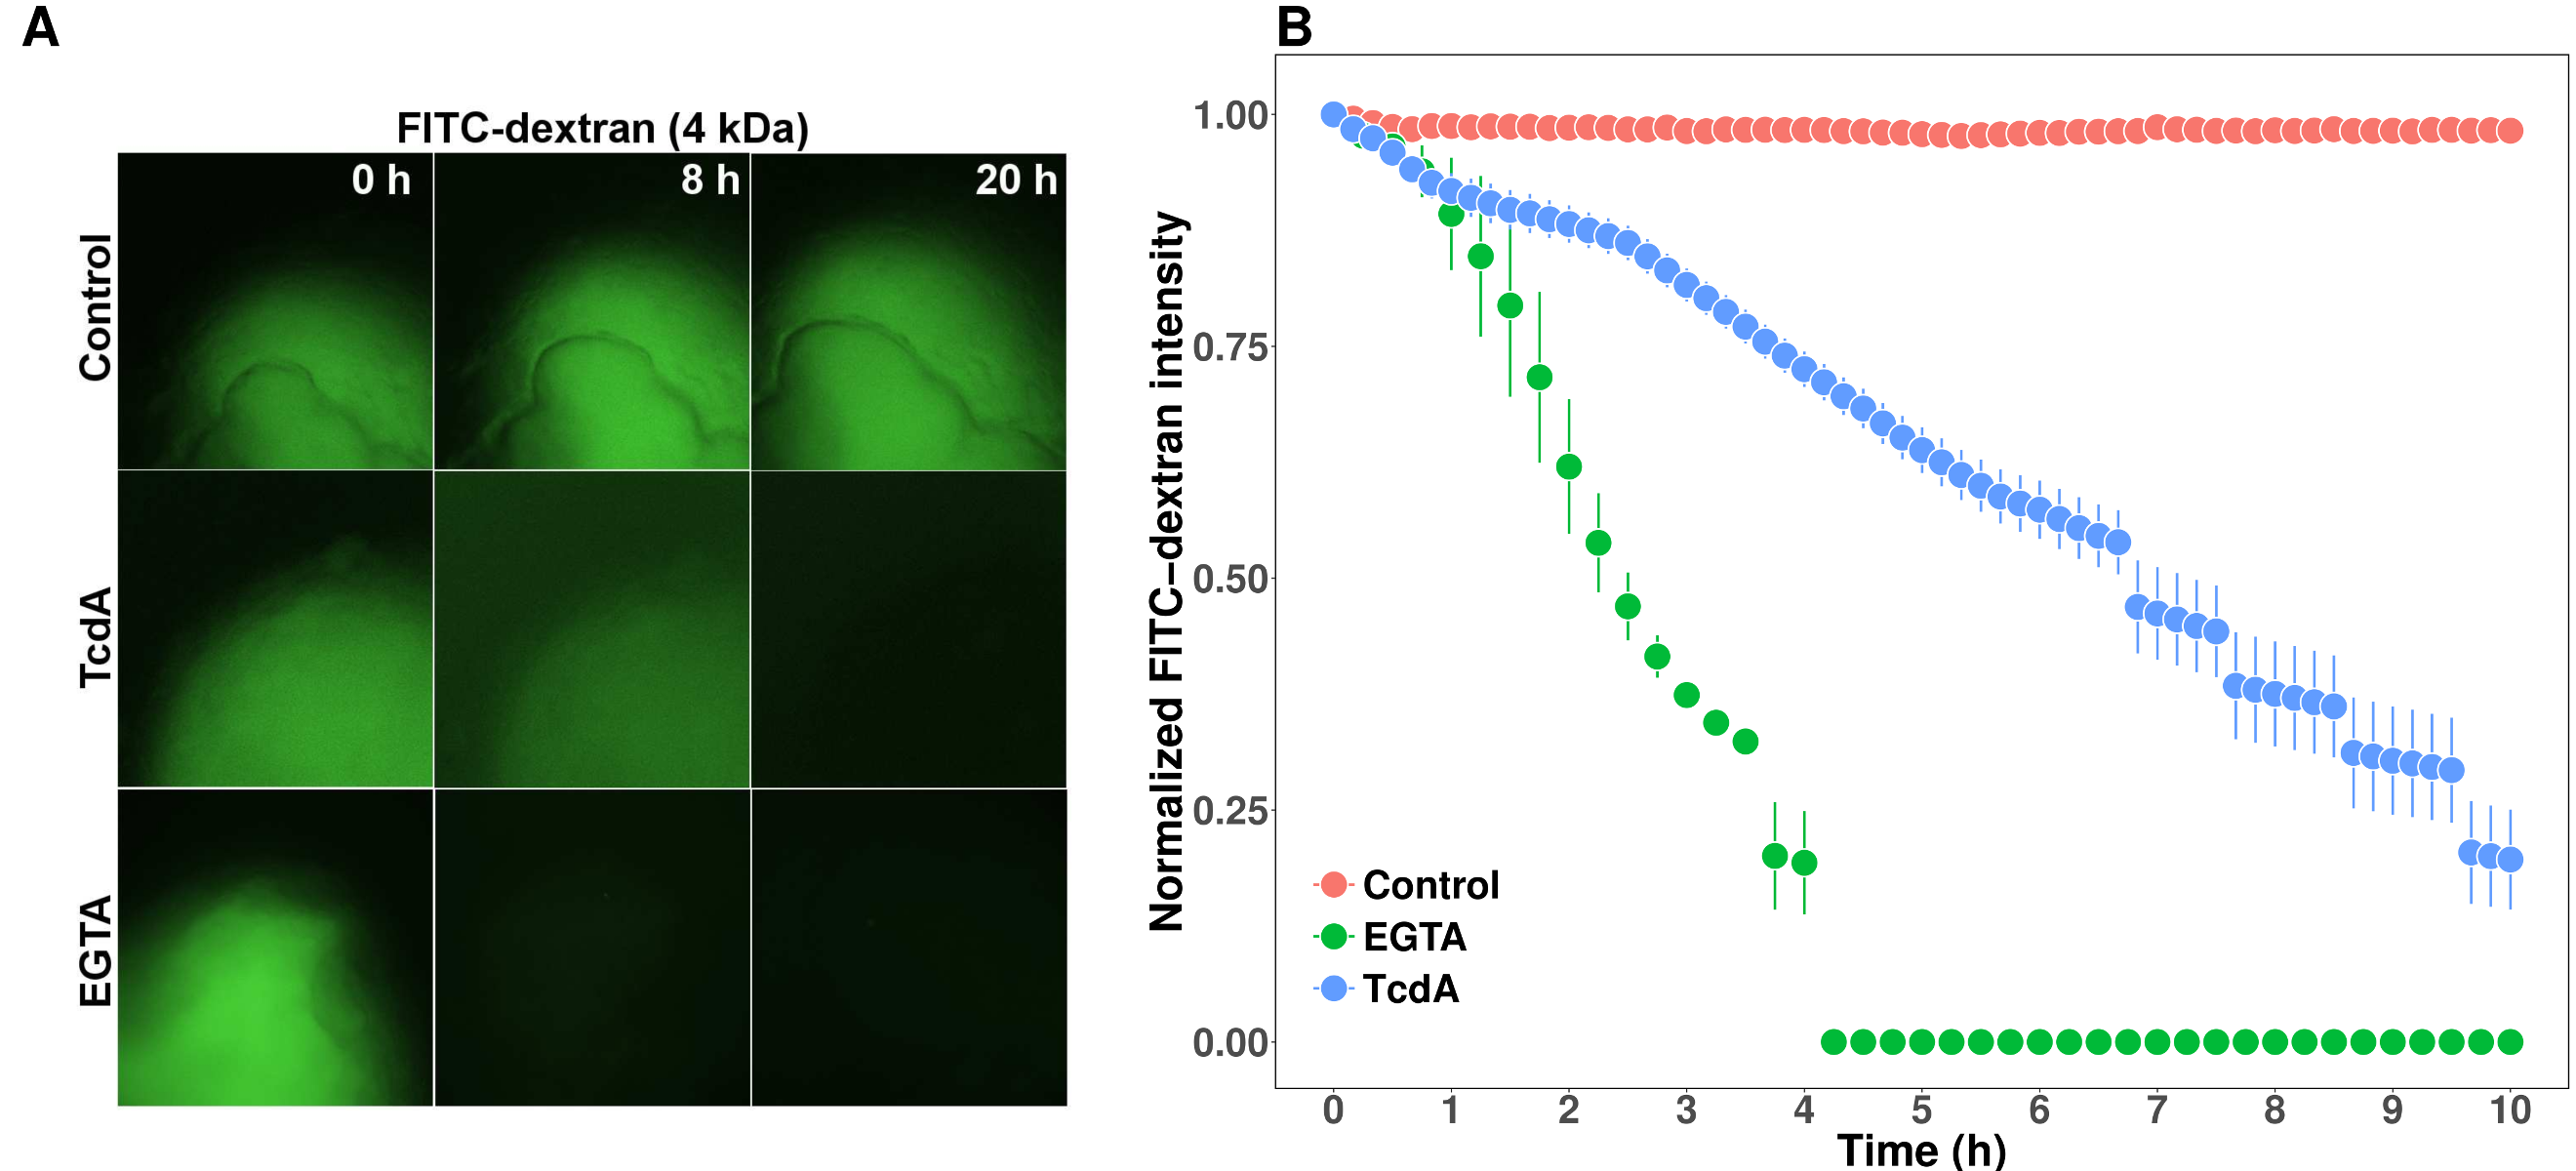 A
FITC-dextran (4 kDa)
0 h
8 h
20 h
Control
TcdA
EGTA
B
Normalized FITC−dextran intensity
1.00
0.75
0.50
0.25
0.00
Control
EGTA
TcdA
0 1 2 3 4 5 6 7 8 9 10
Time (h)